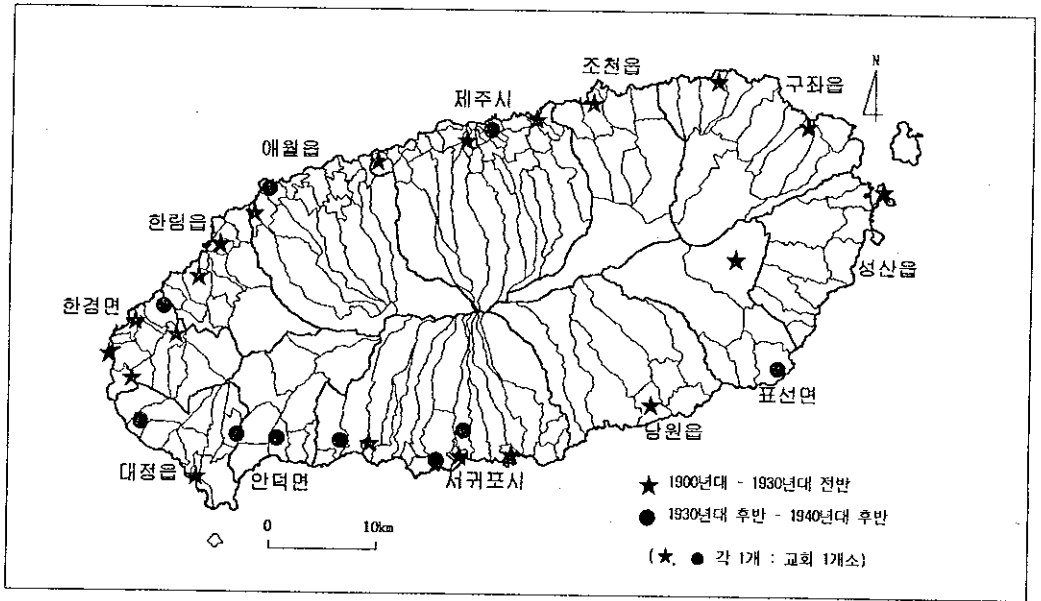 조천읍
N
구좌읍
제주시
애월읍
한림읍
성산읍
한경면
표선면
남원읍
대정읍
안덕면
서귀포시
★ 1900년대 - 1930년대 전반
● 1930년대 후반 - 1940년대 후반
(★, ● 각 1개 : 교회 1개소)
0 10km